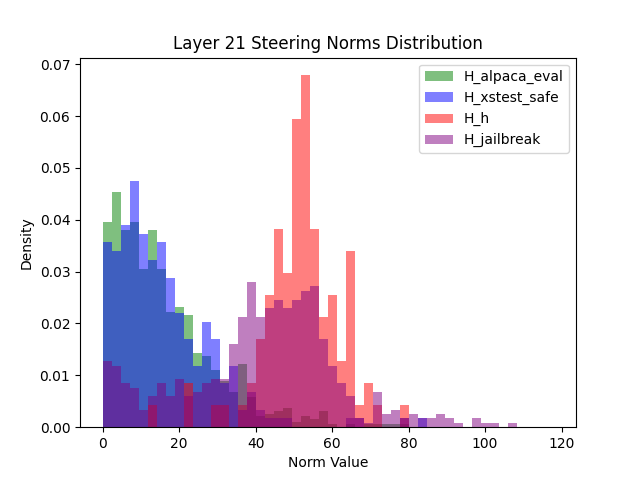 Layer 21 Steering Norms Distribution
H_alpaca_eval
H_xstest_safe
H_h
H_jailbreak
Density
0.07
0.06
0.05
0.04
0.03
0.02
0.01
0.00
0 20 40 60 80 100 120
Norm Value